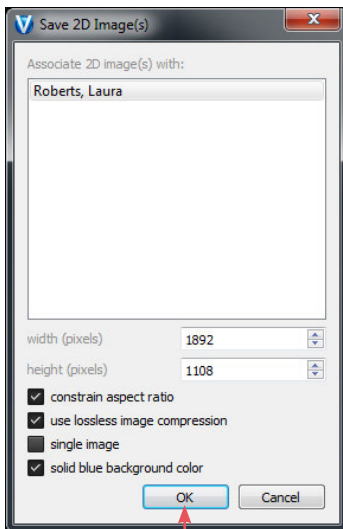 Save 2D Image(s)
Associate 2D image(s) with:
Roberts, Laura
width (pixels) 1892
height (pixels) 1108
constrain aspect ratio
use lossless image compression
single image
solid blue background color
OK Cancel